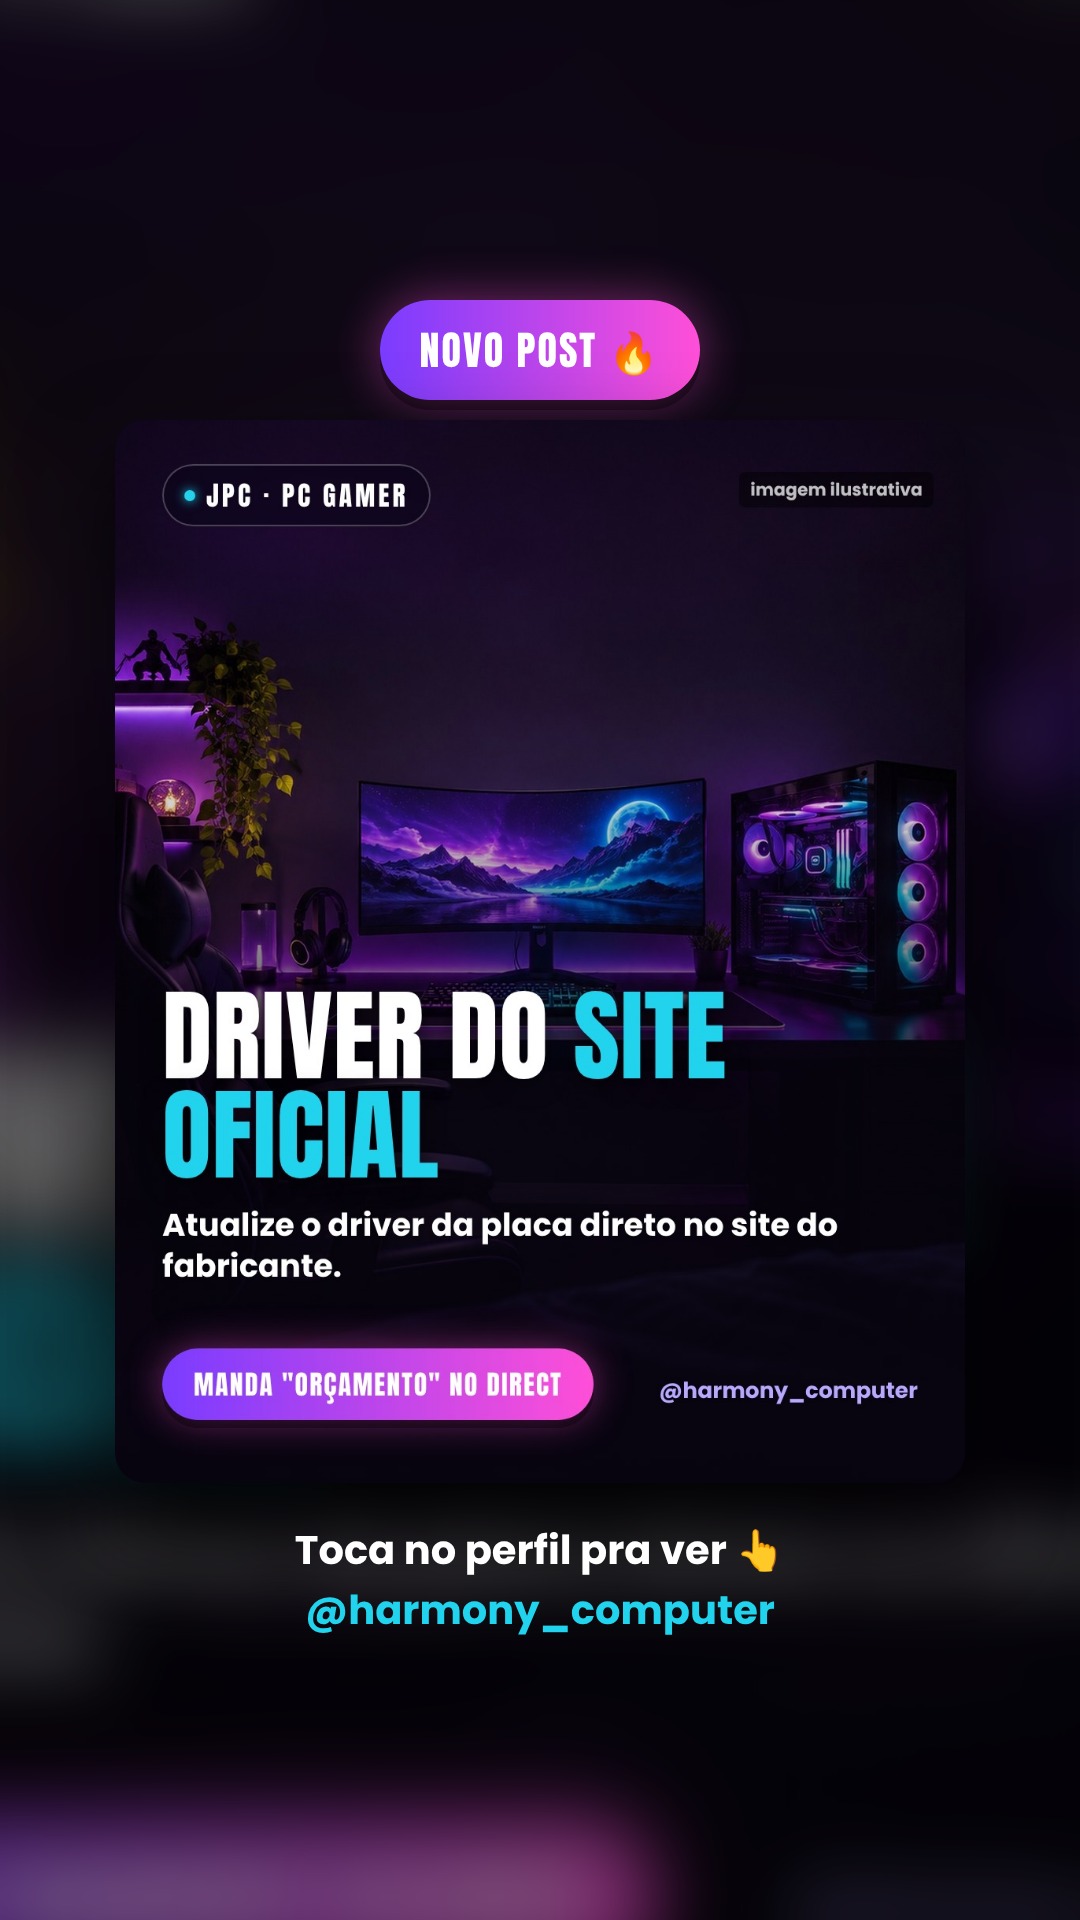 NOVO POST 🔥
JPC · PC GAMER
imagem ilustrativa
DRIVER DO SITE
OFICIAL
Atualize o driver da placa direto no site do
fabricante.
MANDA "ORÇAMENTO" NO DIRECT
@harmony_computer
Toca no perfil pra ver 👆
@harmony_computer